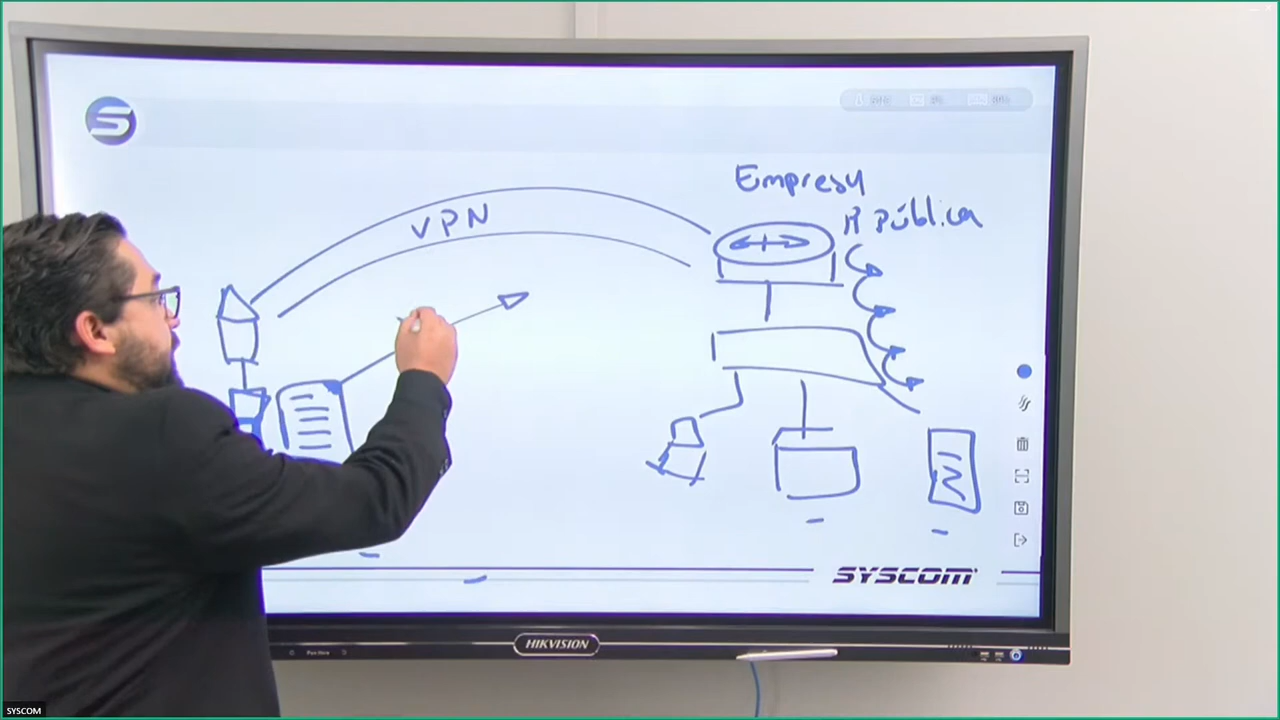 S
Empresa
VPN
IP Pública
SYSCOM
HIKVISION
SYSCOM